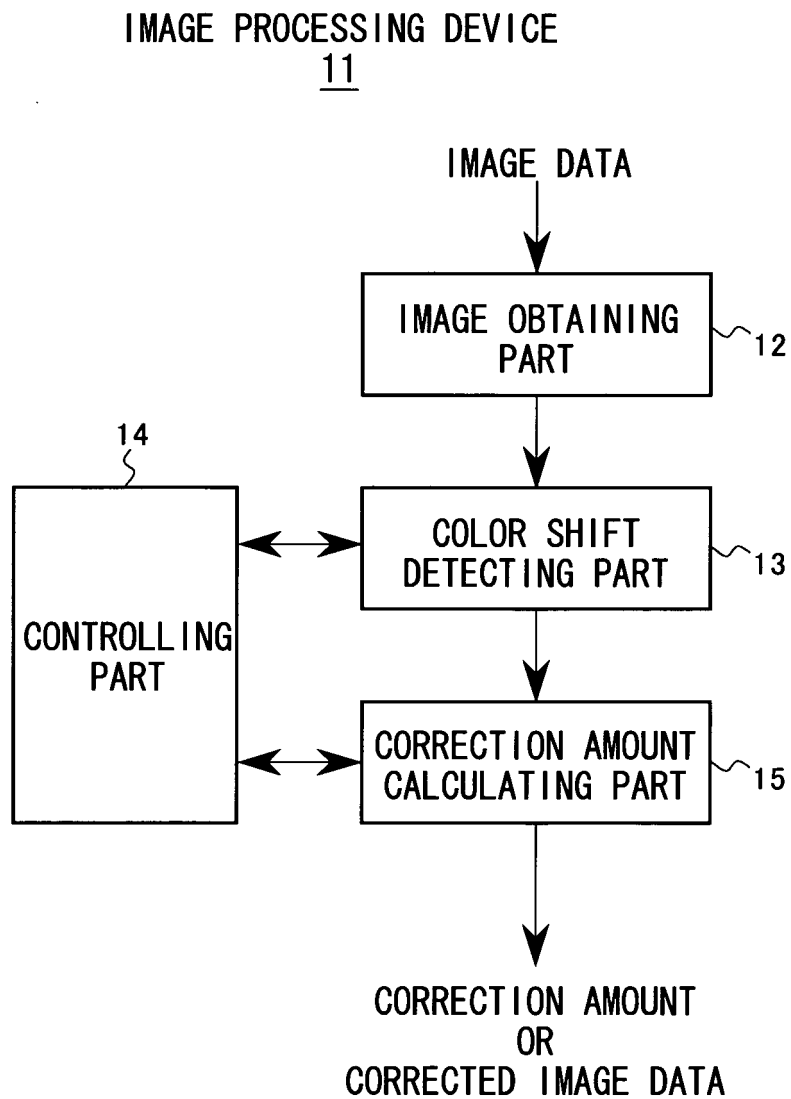 IMAGE PROCESSING DEVICE
11
IMAGE DATA
IMAGE OBTAINING
PART
12
14
COLOR SHIFT
DETECTING PART
13
CONTROLLING
PART
CORRECTION AMOUNT
CALCULATING PART
15
CORRECTION AMOUNT
OR
CORRECTED IMAGE DATA